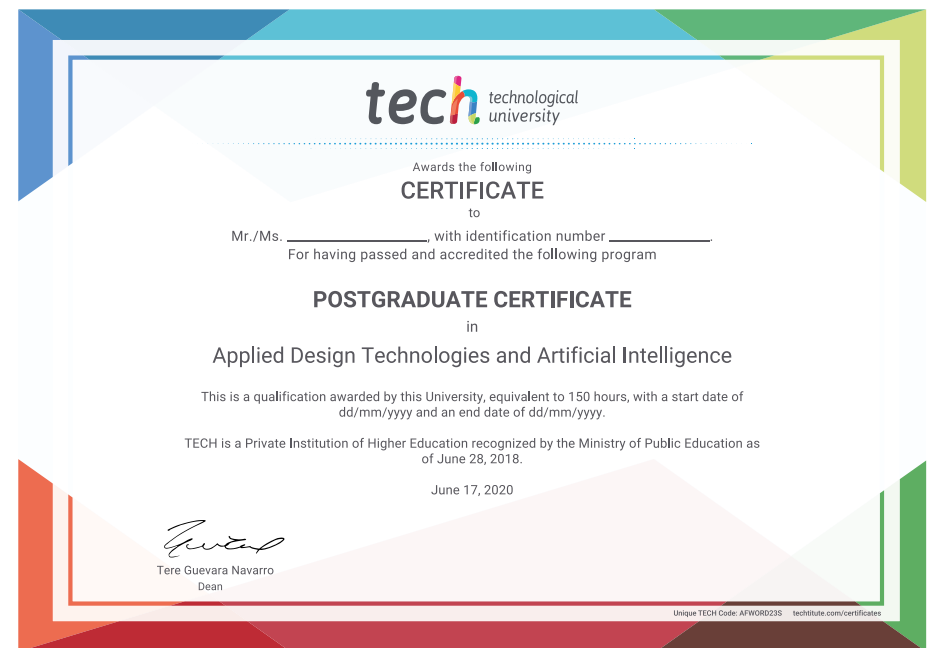 tech technological
university
Awards the following
CERTIFICATE
to
Mr./Ms. ____________, with identification number ____________.
For having passed and accredited the following program
POSTGRADUATE CERTIFICATE
in
Applied Design Technologies and Artificial Intelligence
This is a qualification awarded by this University, equivalent to 150 hours, with a start date of
dd/mm/yyyy and an end date of dd/mm/yyyy.
TECH is a Private Institution of Higher Education recognized by the Ministry of Public Education as
of June 28, 2018.
June 17, 2020
Tere Guevara Navarro
Dean
Unique TECH Code: AFWORD23S techtitute.com/certificates